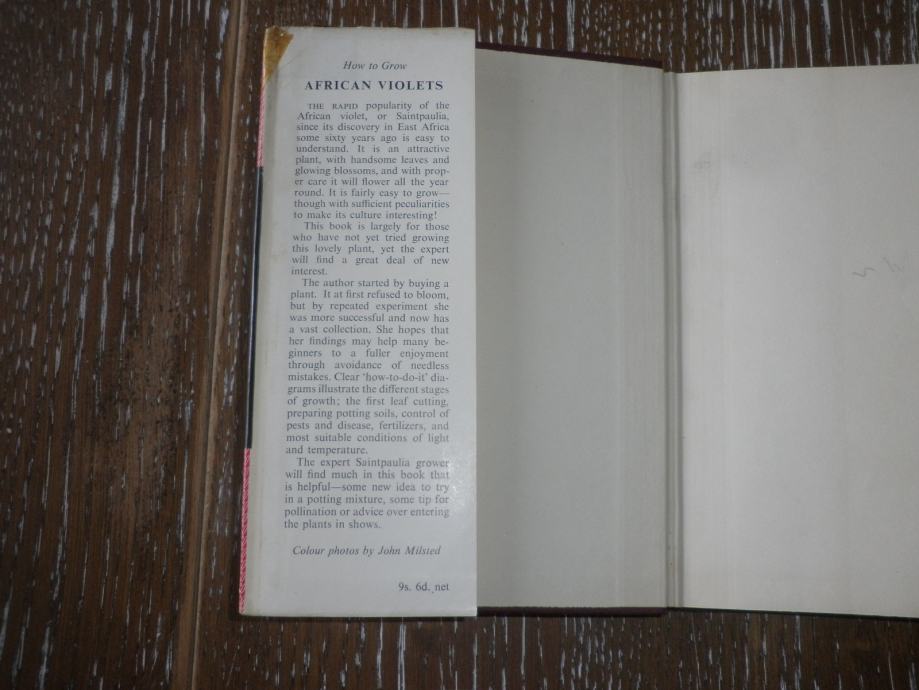 How to Grow
AFRICAN VIOLETS
THE RAPID popularity of the
African violet, or Saintpaulia,
since its discovery in East Africa
some sixty years ago is easy to
understand. It is an attractive
plant, with handsome leaves and
glowing blossoms, and with prop-
er care it will flower all the year
round. It is fairly easy to grow—
though with sufficient peculiarities
to make its culture interesting!
This book is largely for those
who have not yet tried growing
this lovely plant, yet the expert
will find a great deal of new
interest.
The author started by buying a
plant. It at first refused to bloom,
but by repeated experiment she
was more successful and now has
a vast collection. She hopes that
her findings may help many be-
ginners to a fuller enjoyment
through avoidance of needless
mistakes. Clear 'how-to-do-it' dia-
grams illustrate the different stages
of growth; the first leaf cutting,
preparing potting soils, control of
pests and disease, fertilizers, and
most suitable conditions of light
and temperature.
The expert Saintpaulia grower
will find much in this book that
is helpful—some new idea to try
in a potting mixture, some tip for
pollination or advice over entering
the plants in shows.
Colour photos by John Milsted
9s. 6d. net